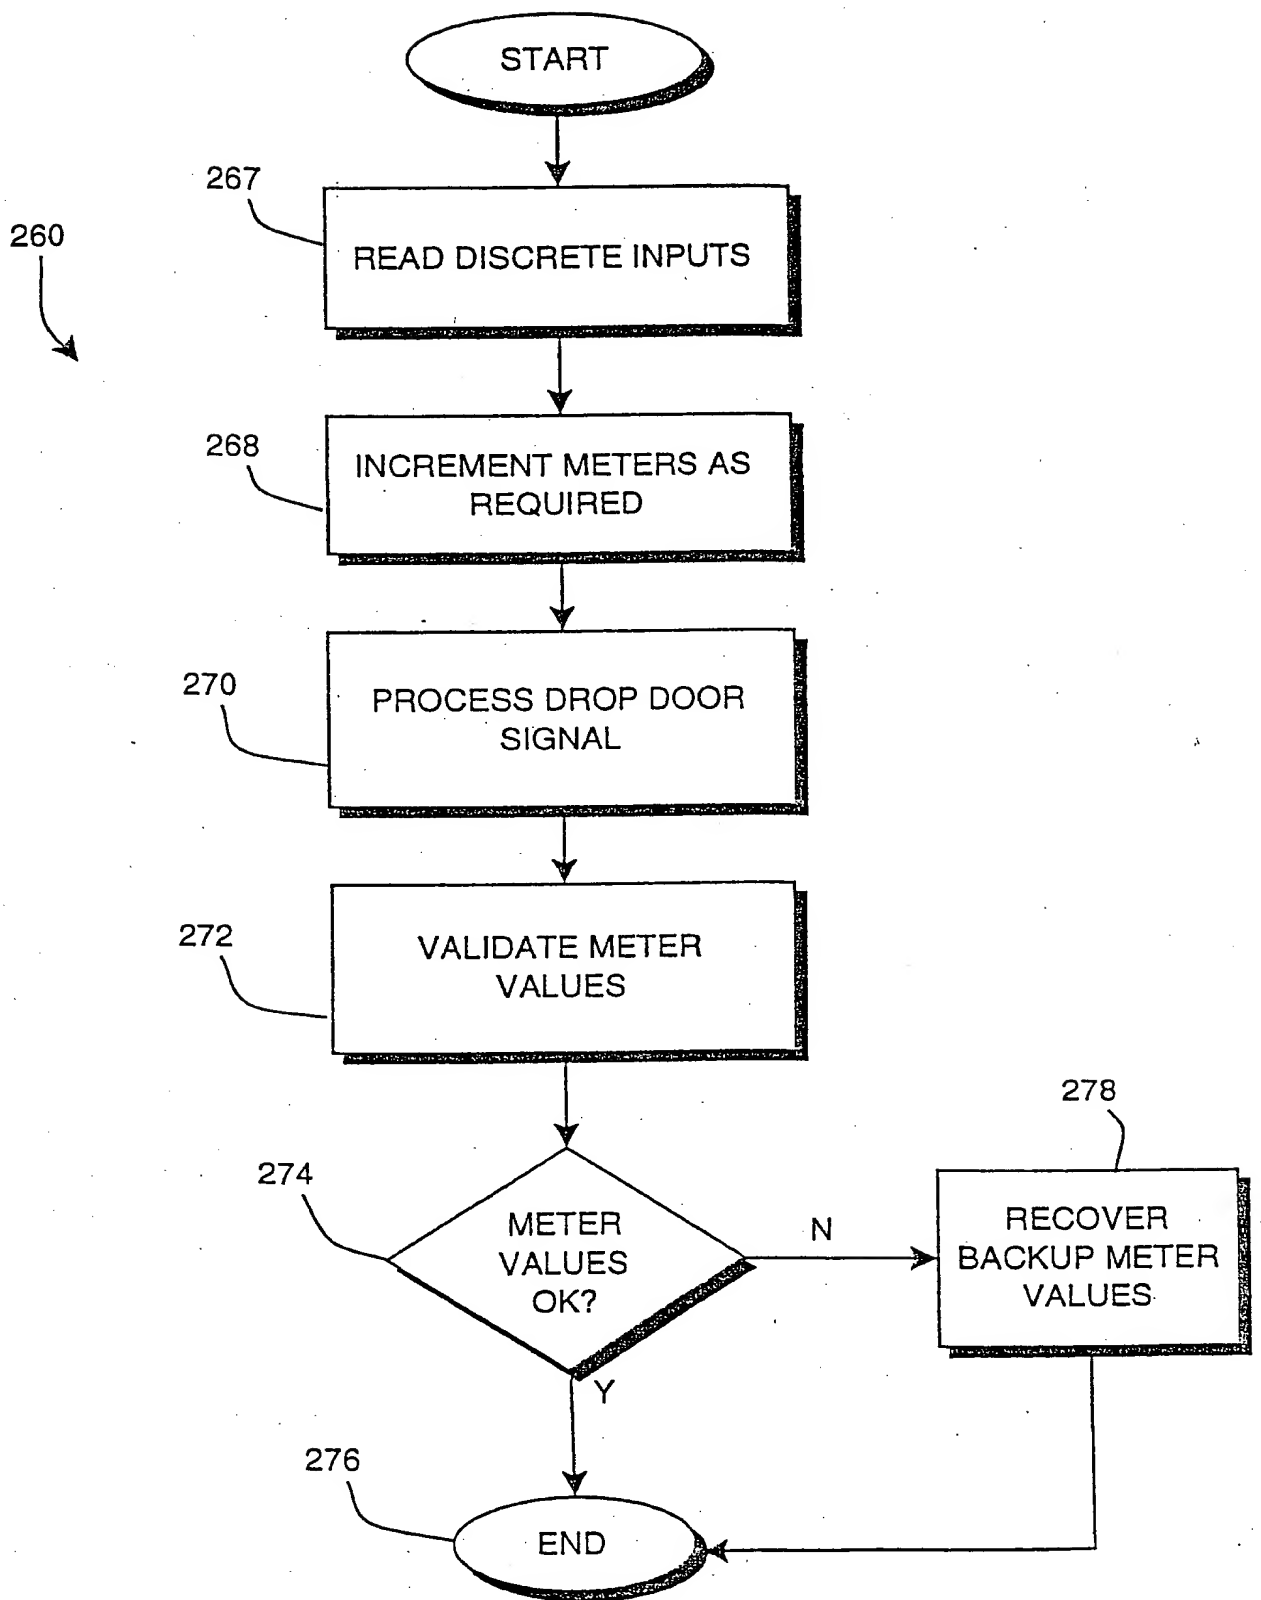 START
267
260
READ DISCRETE INPUTS
268
INCREMENT METERS AS
REQUIRED
270
PROCESS DROP DOOR
SIGNAL
272
VALIDATE METER
VALUES
278
274
METER
VALUES
OK?
N
RECOVER
BACKUP METER
VALUES
Y
276
END